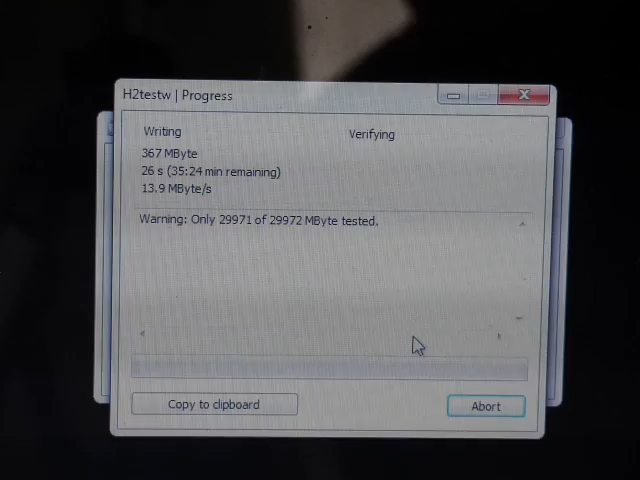 H2testw | Progress
Writing
Verifying
367 MByte
26 s (35:24 min remaining)
13.9 MByte/s
Warning: Only 29971 of 29972 MByte tested.
Copy to clipboard
Abort